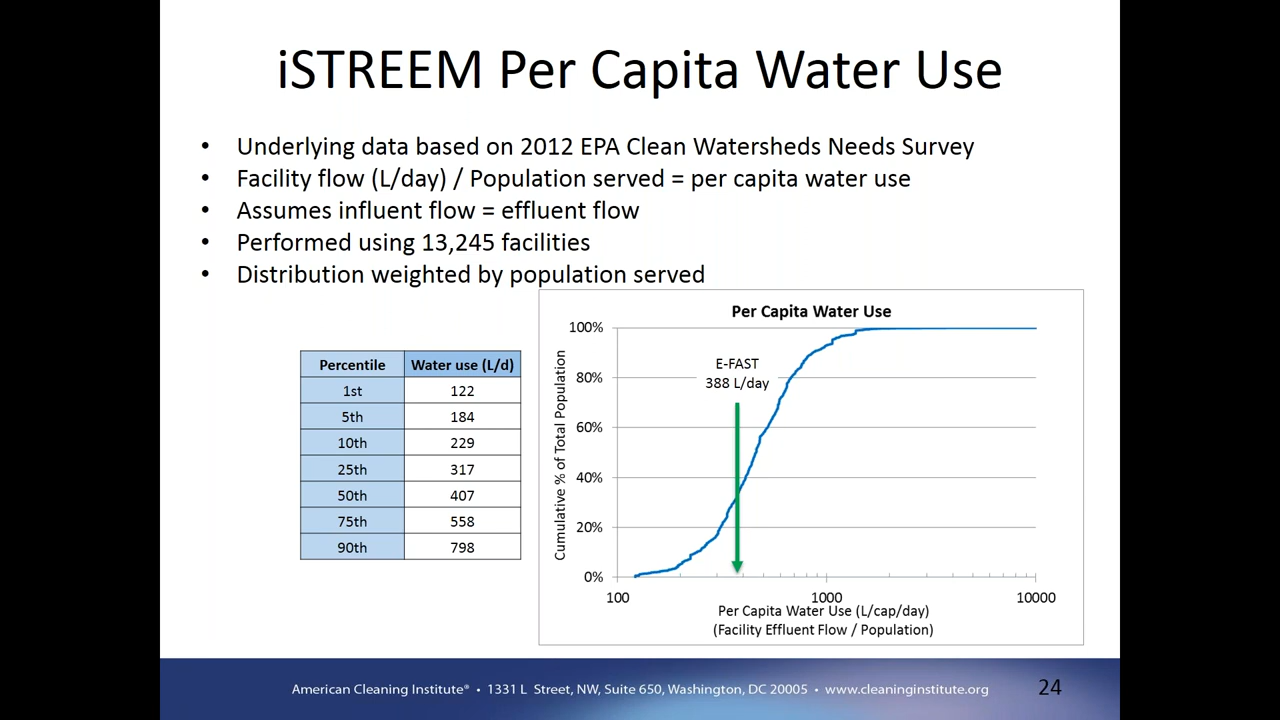 iSTREEM Per Capita Water Use
• Underlying data based on 2012 EPA Clean Watersheds Needs Survey
• Facility flow (L/day) / Population served = per capita water use
• Assumes influent flow = effluent flow
• Performed using 13,245 facilities
• Distribution weighted by population served
Percentile Water use (L/d)
1st 122
5th 184
10th 229
25th 317
50th 407
75th 558
90th 798
Per Capita Water Use
Cumulative % of Total Population
100%
80%
60%
40%
20%
0%
E-FAST
388 L/day
100 1000 10000
Per Capita Water Use (L/cap/day)
(Facility Effluent Flow / Population)
American Cleaning Institute® • 1331 L Street, NW, Suite 650, Washington, DC 20005 • www.cleaninginstitute.org
24